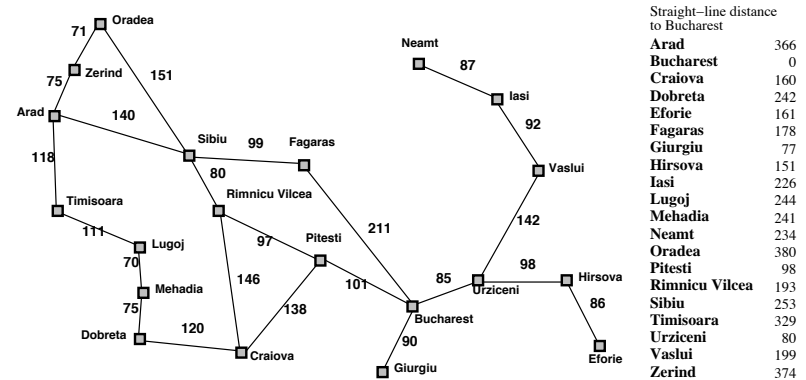 Oradea
71
Zerind
151
75
Arad
140
118
Sibiu
99
Fagaras
80
Timisoara
Rimnicu Vilcea
111
Lugoj
97
Pitesti
211
70
Mehadia
146
101
75
138
Dobreta
120
Craiova
Neamt
87
Iasi
92
Vaslui
142
98
Hirsova
85
Urziceni
86
Bucharest
90
Giurgiu
Eforie
Straight−line distance
to Bucharest
Arad 366
Bucharest 0
Craiova 160
Dobreta 242
Eforie 161
Fagaras 178
Giurgiu 77
Hirsova 151
Iasi 226
Lugoj 244
Mehadia 241
Neamt 234
Oradea 380
Pitesti 98
Rimnicu Vilcea 193
Sibiu 253
Timisoara 329
Urziceni 80
Vaslui 199
Zerind 374